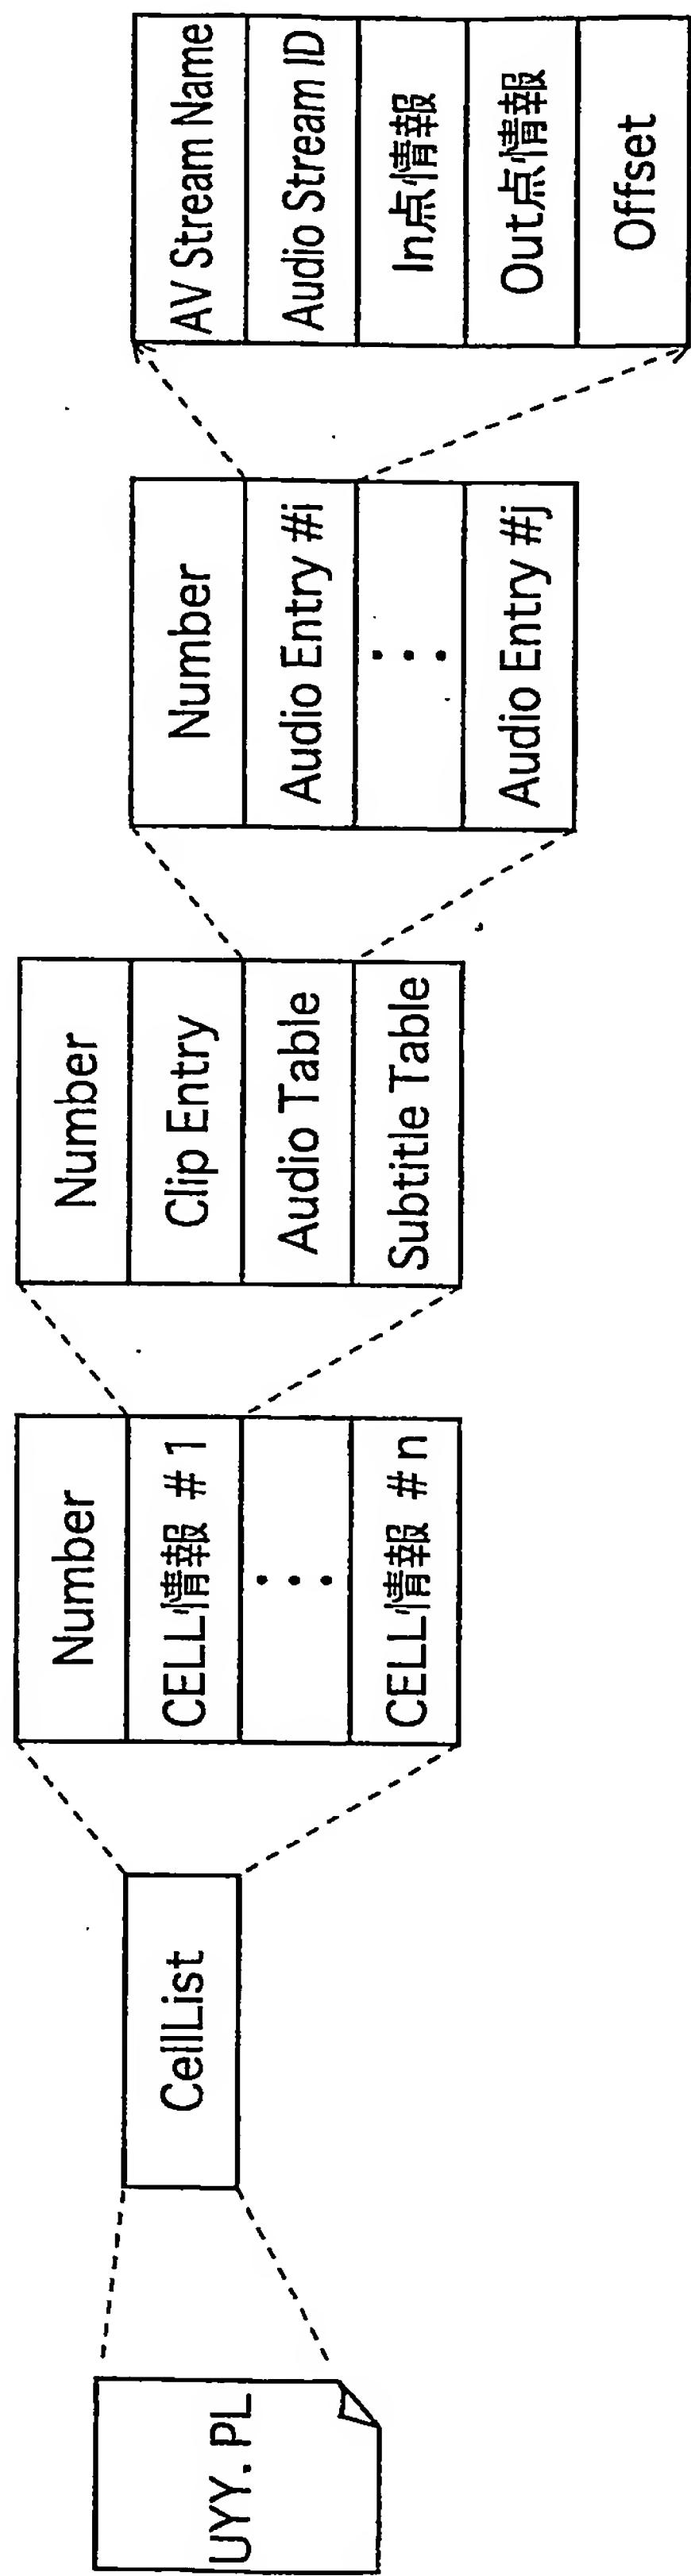 UYY. PL
CellList
Number
CELL情報 #1
CELL情報 #n
Number
Clip Entry
Audio Table
Subtitle Table
Number
Audio Entry #i
Audio Entry #j
AV Stream Name
Audio Stream ID
In点情報
Out点情報
Offset